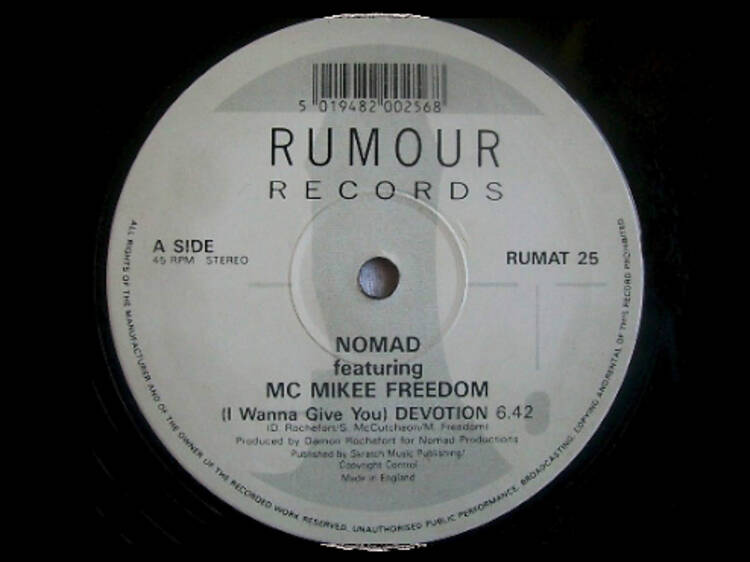 5 019482 002568
RUMOUR
RECORDS
A SIDE
45 RPM STEREO
RUMAT 25
NOMAD
featuring
MC MIKEE FREEDOM
(I Wanna Give You) DEVOTION 6.42
(D. Rochefort/S. McCutcheon/M. Freedom)
Produced by Damon Rochefort for Nomad Productions
Published by Skratch Music Publishing/
Copyright Control
Made in England
ALL RIGHTS OF THE MANUFACTURER AND OF THE OWNER OF THE RECORDED WORK RESERVED, UNAUTHORISED PUBLIC PERFORMANCE, BROADCASTING, COPYING ANDRENTAL OF THIS RECORD PROHIBITED